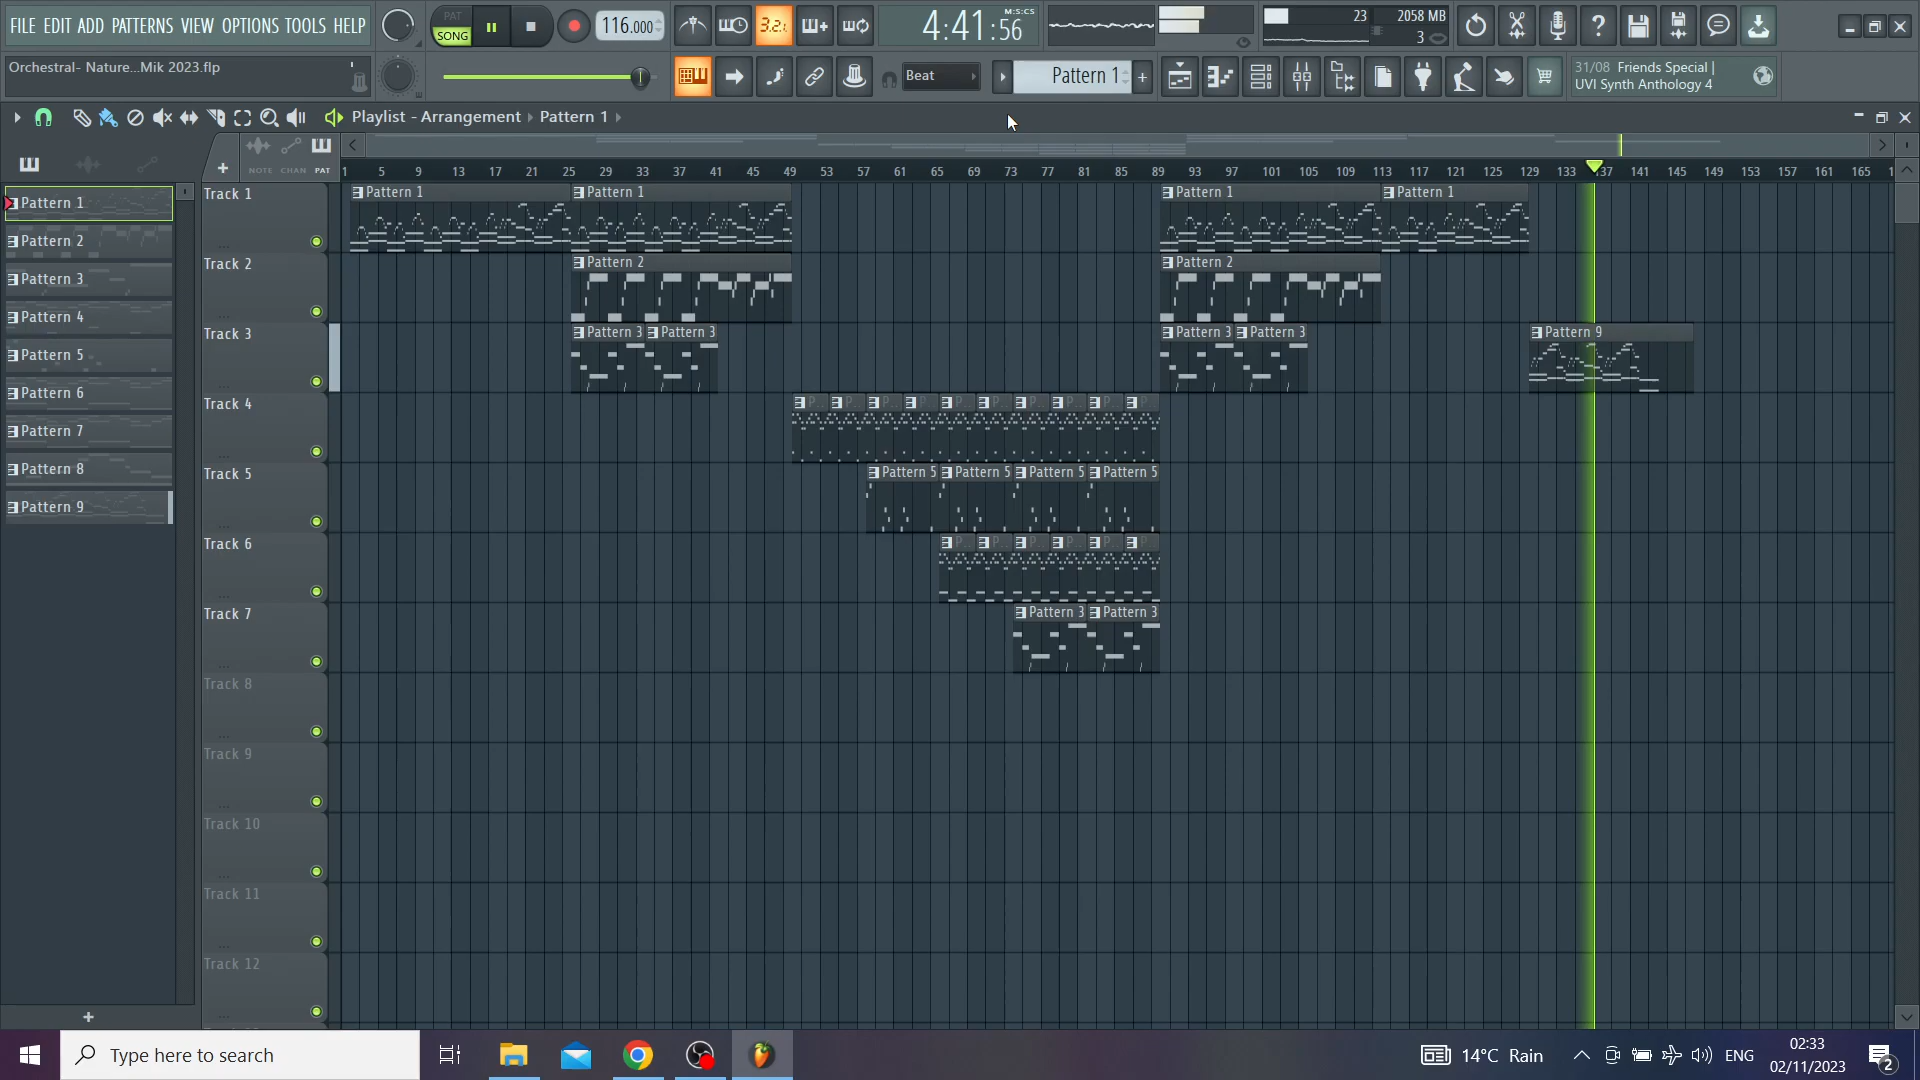 FILE EDIT ADD PATTERNS VIEW OPTIONS TOOLS HELP
PAT
SONG
116.000
3.2.
4:41:56
M:S:CS
23
2058 MB
3
Orchestral- Nature...Mik 2023.flp
Beat
Pattern 1
31/08 Friends Special |
UVI Synth Anthology 4
Playlist - Arrangement › Pattern 1 ›
NOTE CHAN PAT
1 5 9 13 17 21 25 29 33 37 41 45 49 53 57 61 65 69 73 77 81 85 89 93 97 101 105 109 113 117 121 125 129 133 137 141 145 149 153 157 161 165
Pattern 1
Pattern 2
Pattern 3
Pattern 4
Pattern 5
Pattern 6
Pattern 7
Pattern 8
Pattern 9
Track 1
Pattern 1 Pattern 1 Pattern 1 Pattern 1
Track 2
Pattern 2 Pattern 2
Track 3
Pattern 3 Pattern 3 Pattern 3 Pattern 3 Pattern 9
Track 4
P.. P.. P.. P.. P.. P.. P.. P.. P.. P..
Track 5
Pattern 5 Pattern 5 Pattern 5 Pattern 5
Track 6
P.. P.. P.. P.. P.. P..
Track 7
Pattern 3 Pattern 3
Track 8
Track 9
Track 10
Track 11
Track 12
Type here to search
14°C Rain
ENG
02:33
02/11/2023
2